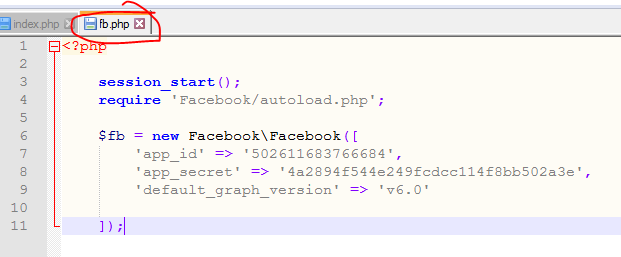 index.php fb.php
1 <?php
2
3 session_start();
4 require 'Facebook/autoload.php';
5
6 $fb = new Facebook\Facebook([
7 'app_id' => '502611683766684',
8 'app_secret' => '4a2894f544e249fcdcc114f8bb502a3e',
9 'default_graph_version' => 'v6.0'
10
11 ]);